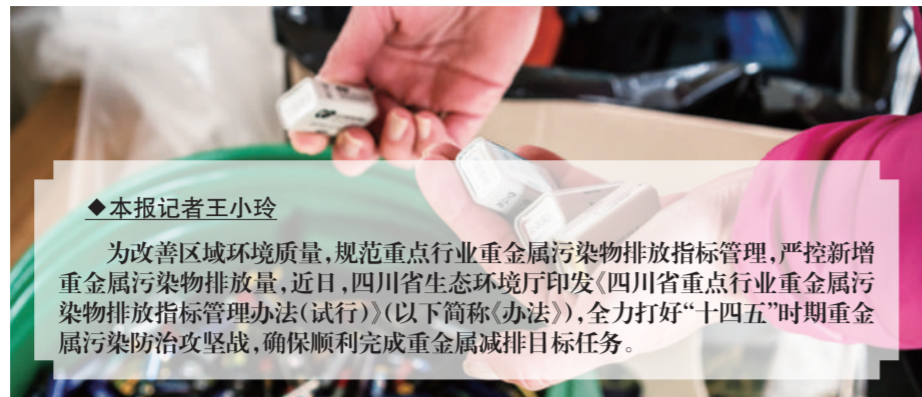 ◆本报记者王小玲
为改善区域环境质量,规范重点行业重金属污染物排放指标管理,严控新增
重金属污染物排放量,近日,四川省生态环境厅印发《四川省重点行业重金属污
染物排放指标管理办法(试行)》(以下简称《办法》),全力打好“十四五”时期重金
属污染防治攻坚战,确保顺利完成重金属减排目标任务。